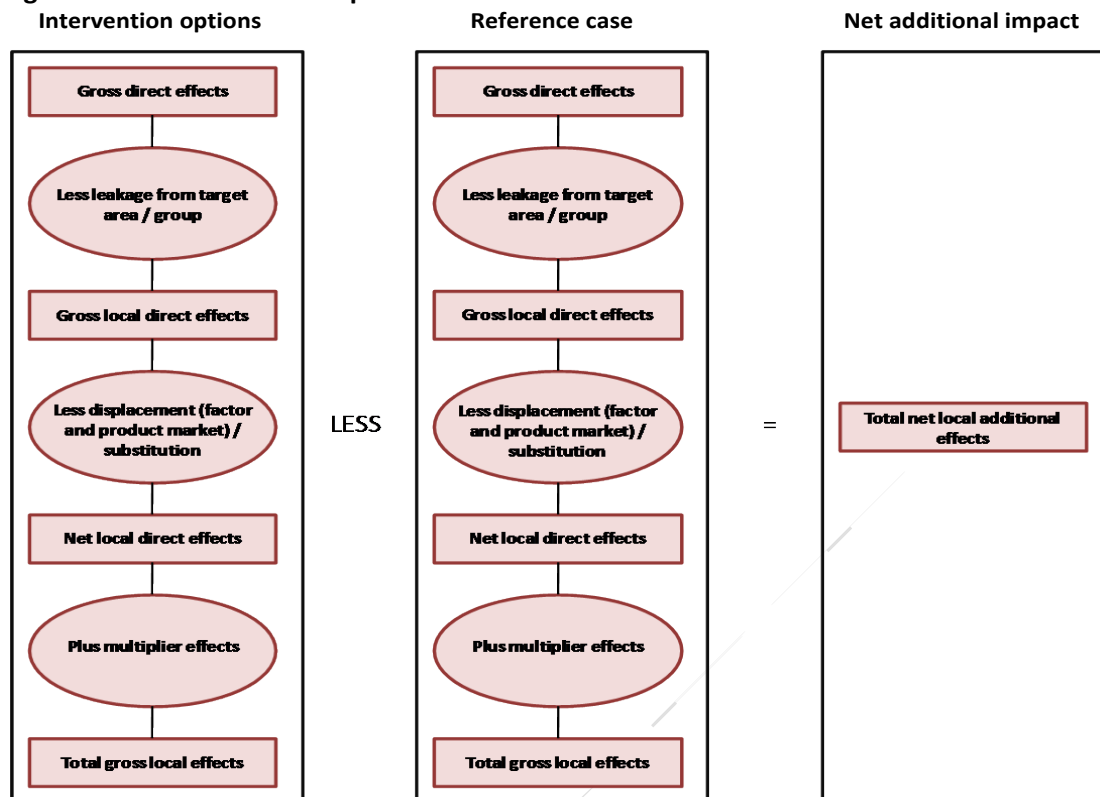 Intervention options
Gross direct effects
Less leakage from target
area / group
Gross local direct effects
Less displacement (factor
and product market) /
substitution
Net local direct effects
Plus multiplier effects
Total gross local effects
LESS
Reference case
Gross direct effects
Less leakage from target
area / group
Gross local direct effects
Less displacement (factor
and product market) /
substitution
Net local direct effects
Plus multiplier effects
Total gross local effects
=
Net additional impact
Total net local additional
effects